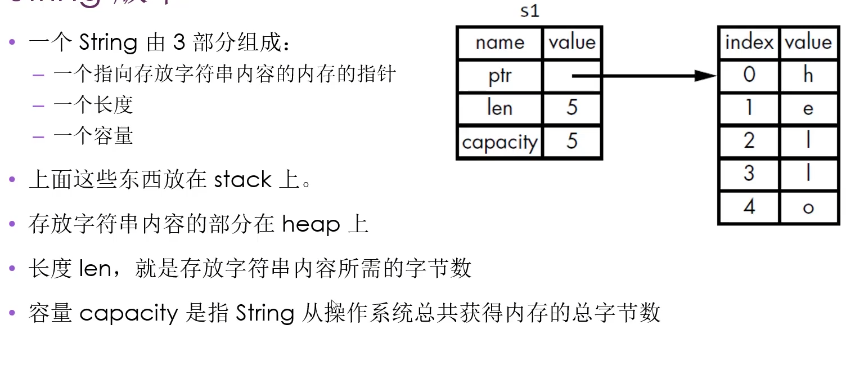 s1
• 一个 String 由 3 部分组成：
– 一个指向存放字符串内容的内存的指针
– 一个长度
– 一个容量
• 上面这些东西放在 stack 上。
• 存放字符串内容的部分在 heap 上
• 长度 len，就是存放字符串内容所需的字节数
• 容量 capacity 是指 String 从操作系统总共获得内存的总字节数
name value
ptr
len 5
capacity 5
index value
0 h
1 e
2 l
3 l
4 o